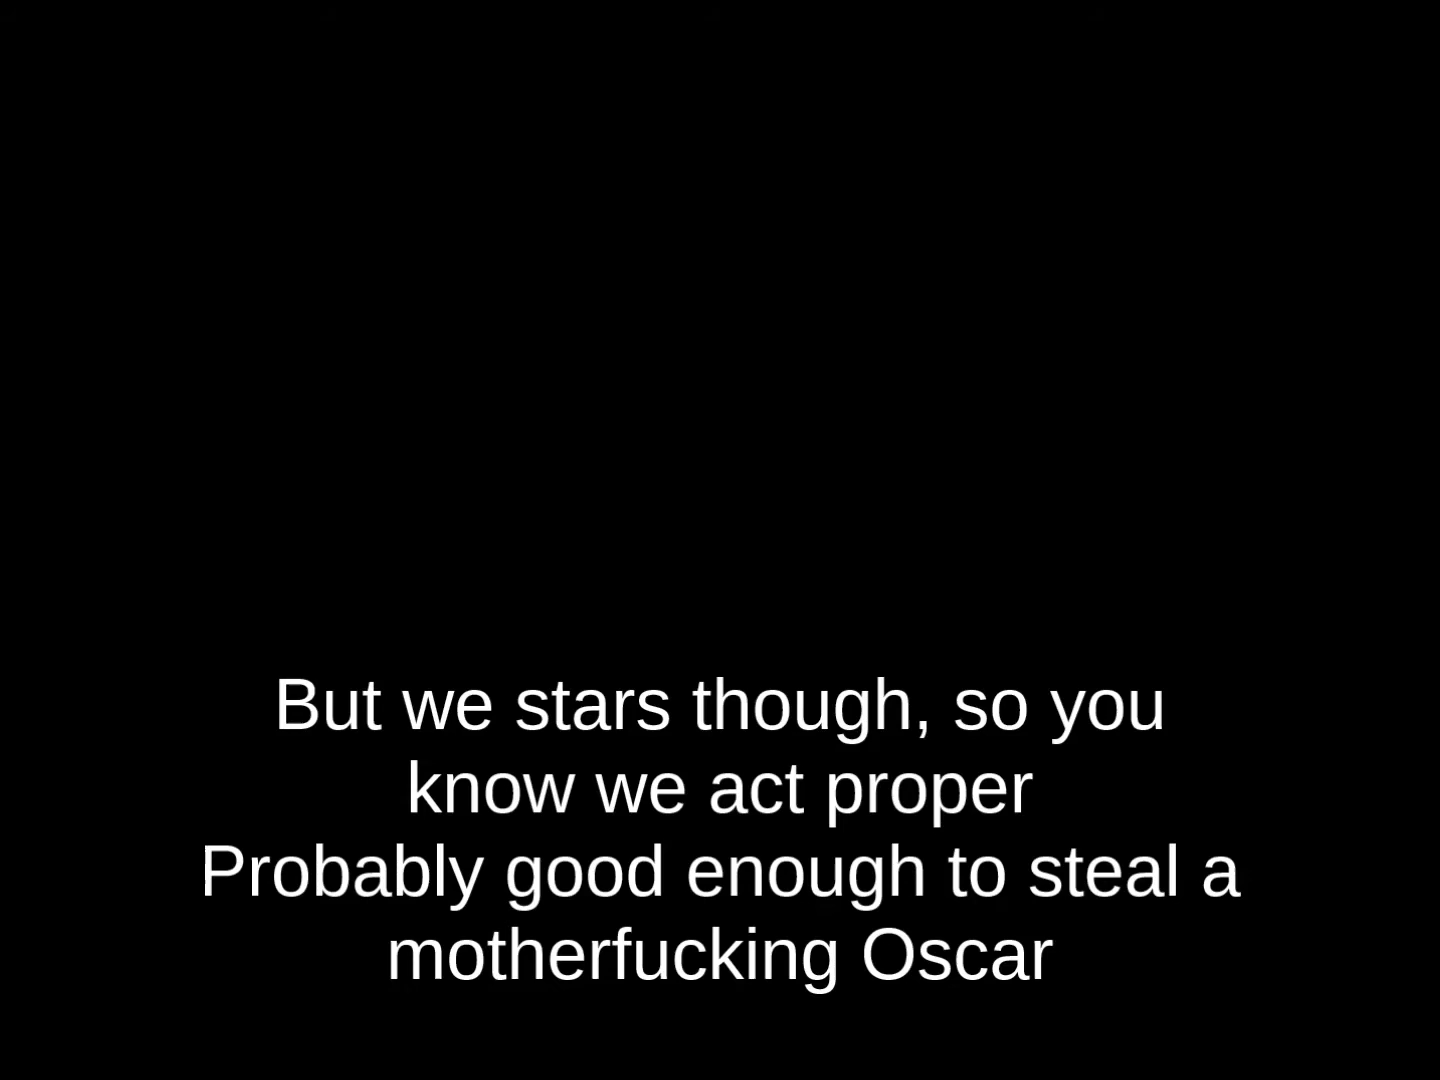 But we stars though, so you
know we act proper
Probably good enough to steal a
motherfucking Oscar